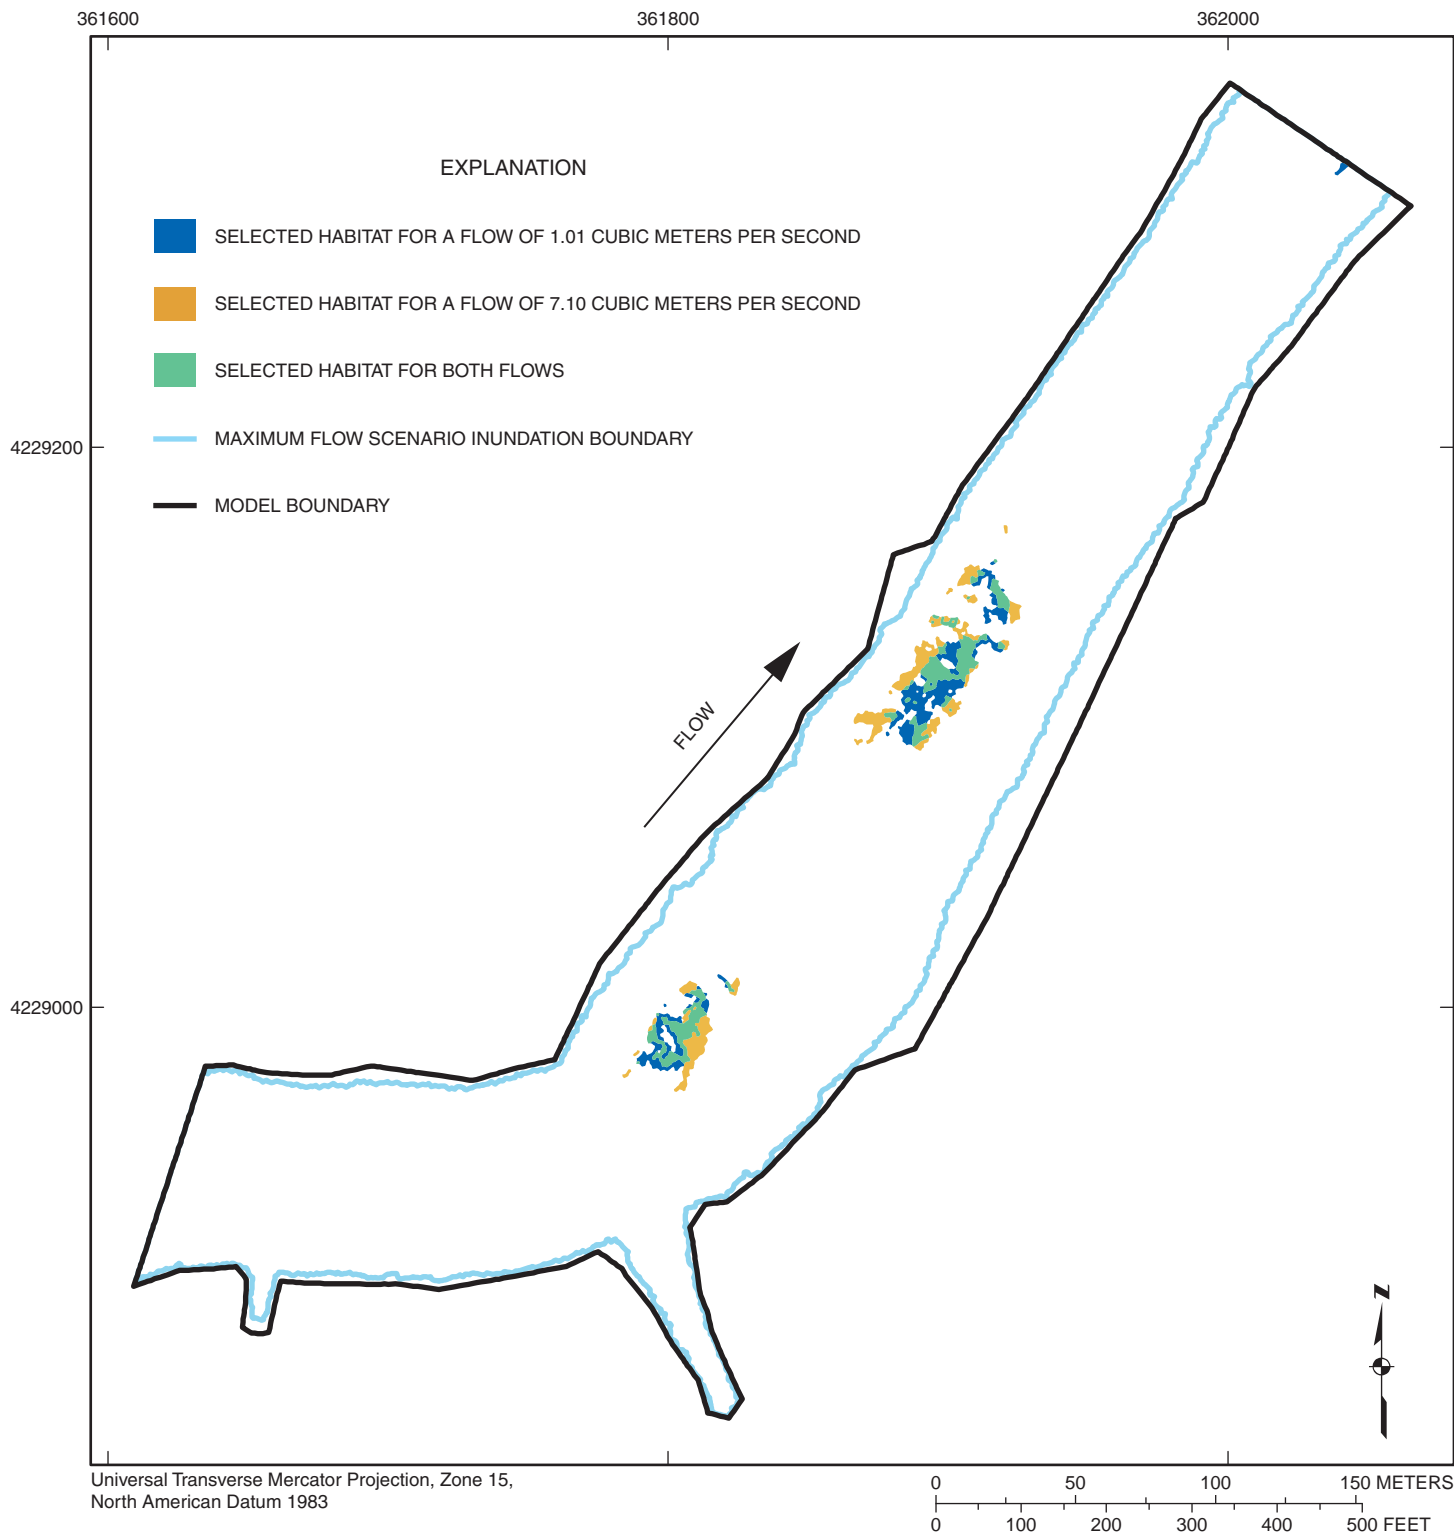 361600
361800
362000
EXPLANATION
SELECTED HABITAT FOR A FLOW OF 1.01 CUBIC METERS PER SECOND
SELECTED HABITAT FOR A FLOW OF 7.10 CUBIC METERS PER SECOND
SELECTED HABITAT FOR BOTH FLOWS
MAXIMUM FLOW SCENARIO INUNDATION BOUNDARY
MODEL BOUNDARY
4229200
FLOW
4229000
N
Universal Transverse Mercator Projection, Zone 15,
North American Datum 1983
0 50 100 150 METERS
0 100 200 300 400 500 FEET